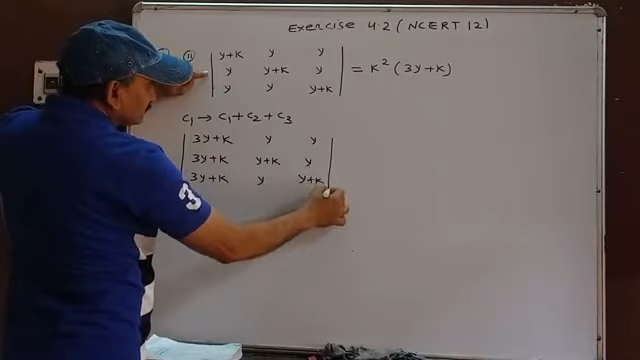 Exercise 4.2 (NCERT 12)
(ii) | y+k y y |
| y y+k y | = k² (3y+k)
| y y y+k |
C₁ → C₁ + C₂ + C₃
| 3y+k y y |
| 3y+k y+k y |
| 3y+k y y+k |
3